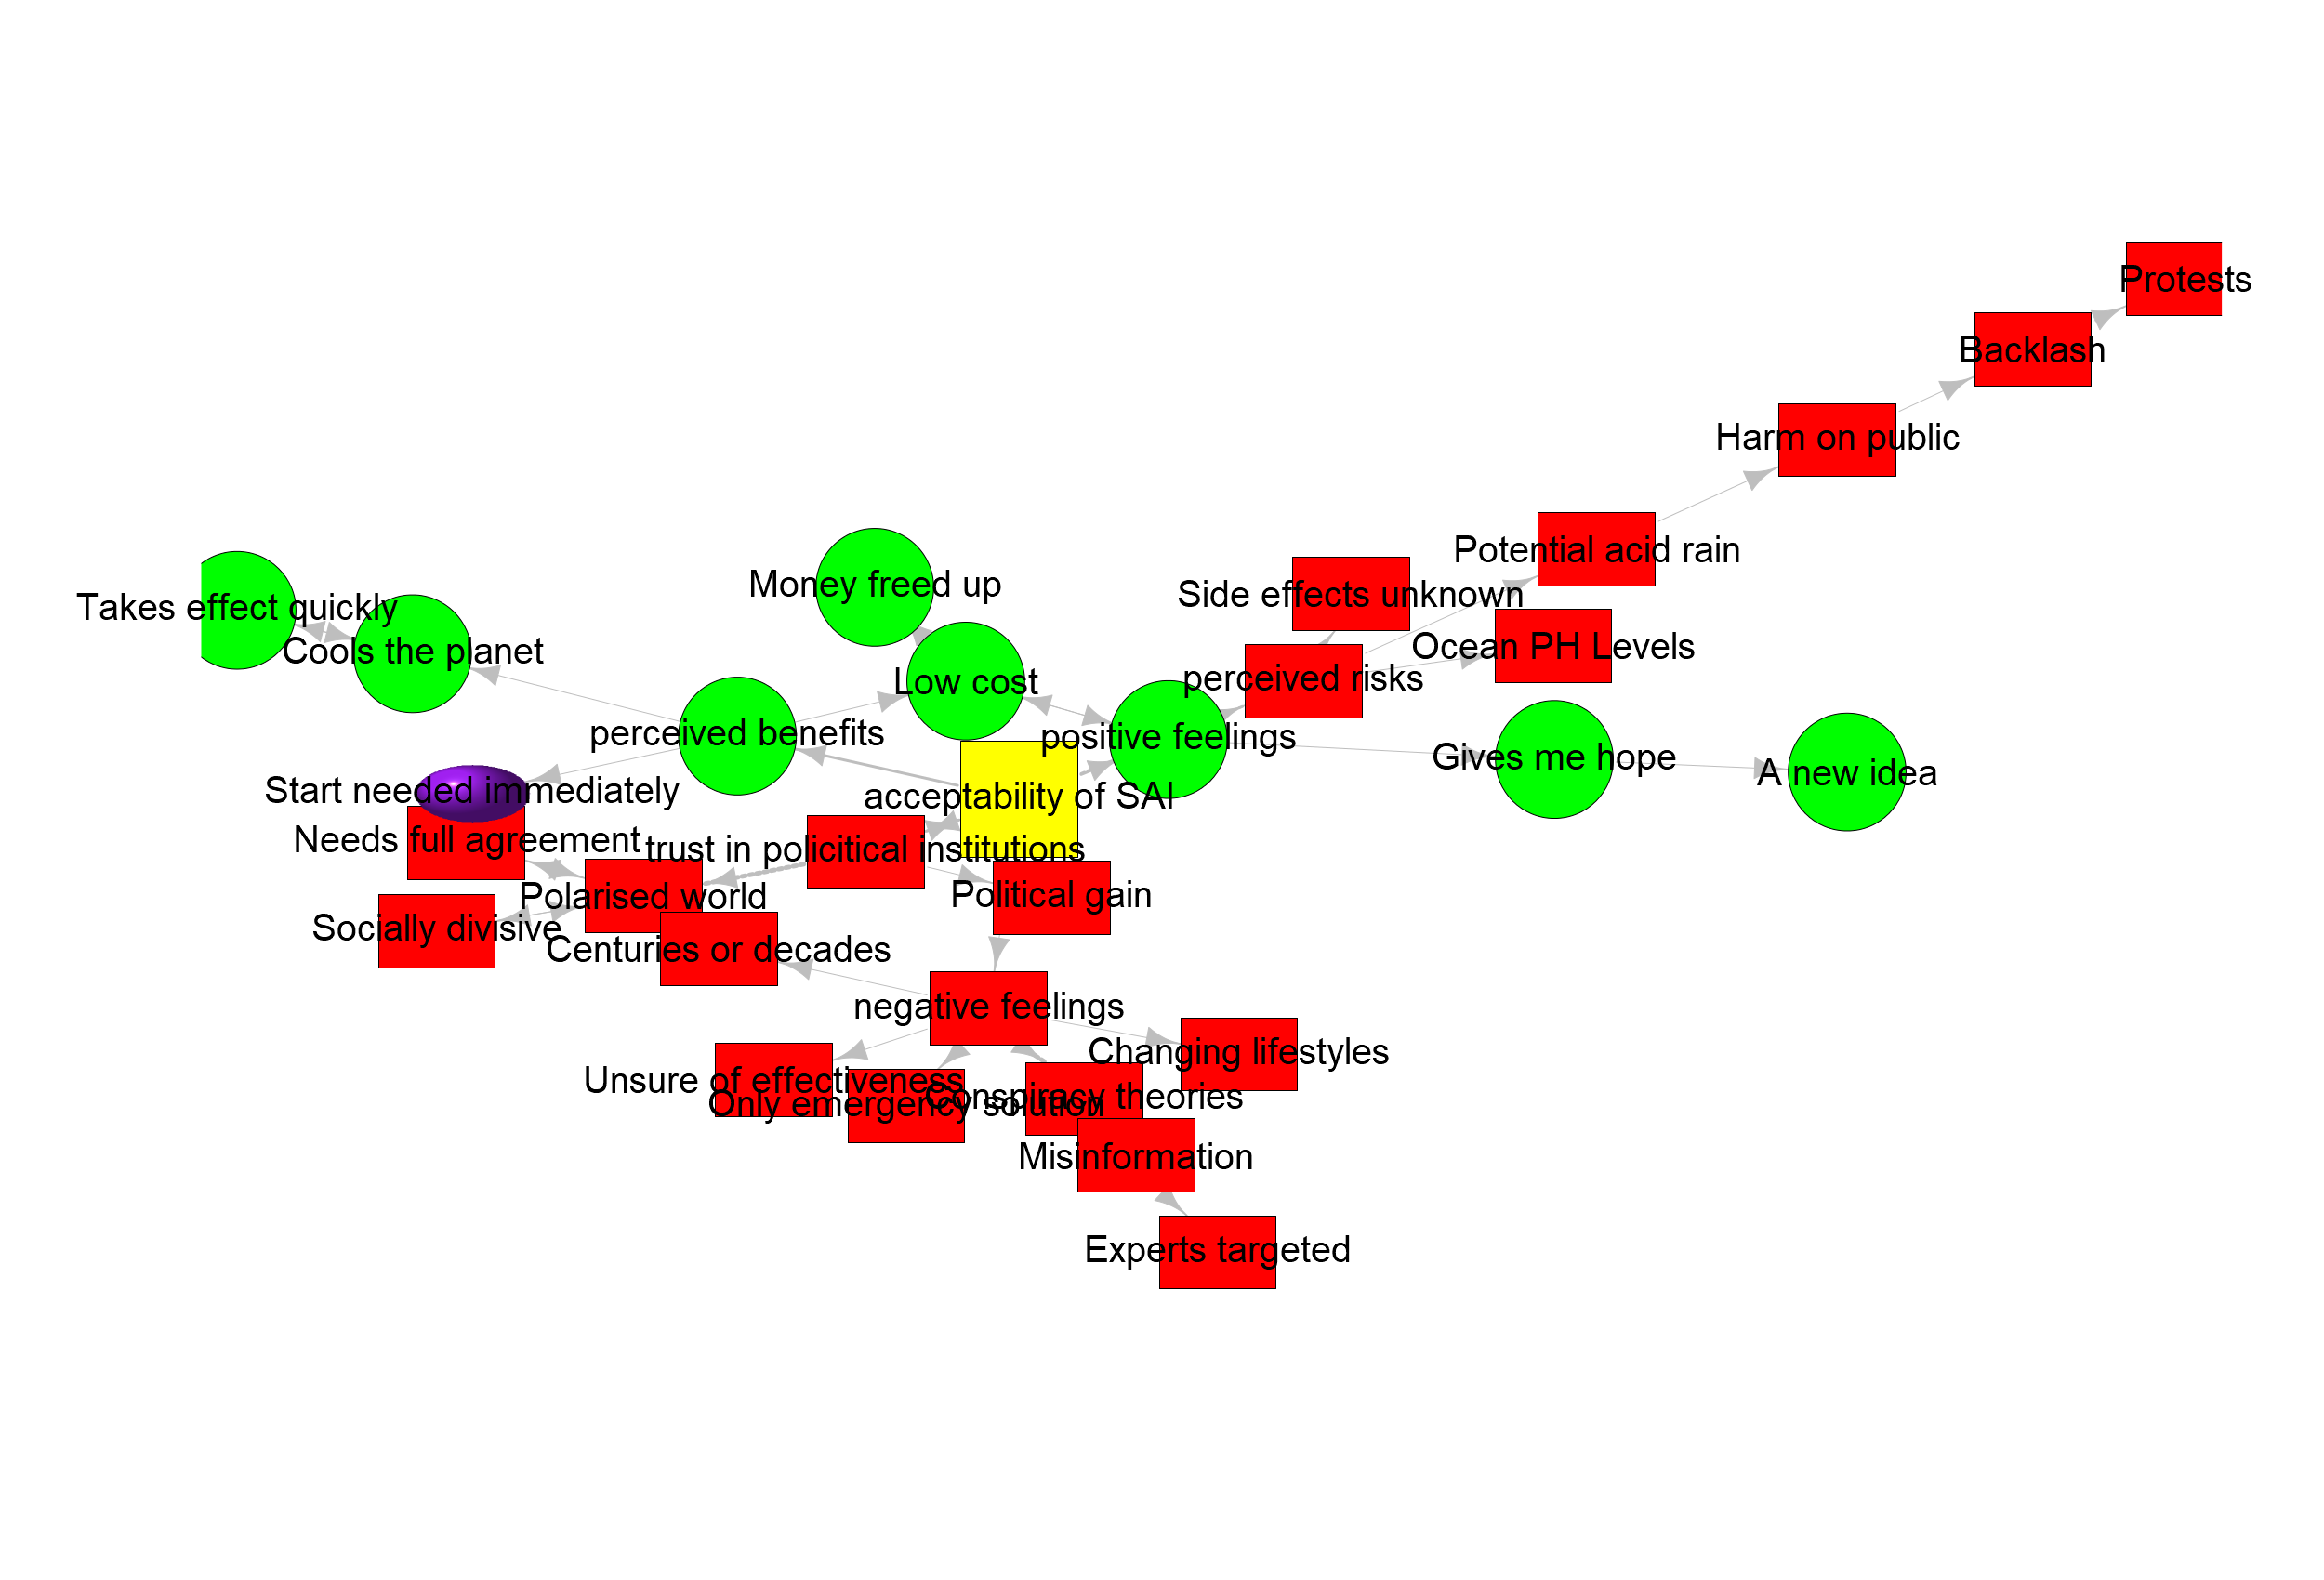 Protests
Backlash
Harm on public
Potential acid rain
Money freed up
Side effects unknown
Takes effect quickly
Cools the planet
Ocean PH Levels
Low cost
perceived risks
perceived benefits
positive feelings
Gives me hope
A new idea
Start needed immediately
acceptability of SAI
Needs full agreement
trust in policitical institutions
Polarised world
Political gain
Socially divisive
Centuries or decades
negative feelings
Changing lifestyles
Unsure of effectiveness
Conspiracy theories
Only emergency solution
Misinformation
Experts targeted